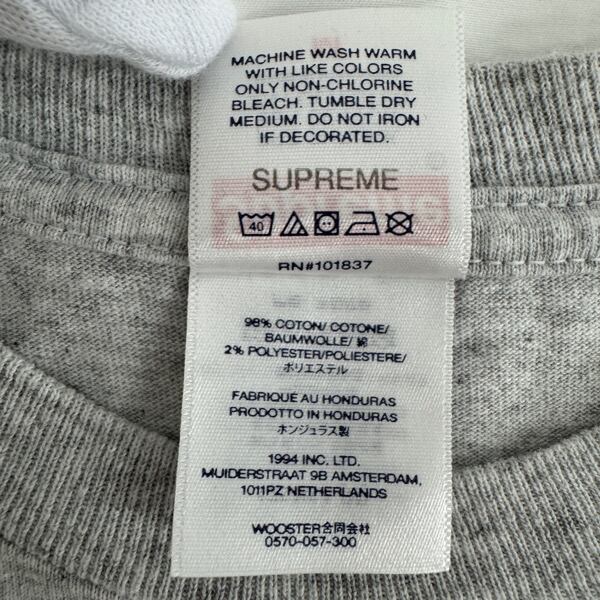 MACHINE WASH WARM
WITH LIKE COLORS
ONLY NON-CHLORINE
BLEACH. TUMBLE DRY
MEDIUM. DO NOT IRON
IF DECORATED.
SUPREME
40
RN#101837
98% COTON/ COTONE/
BAUMWOLLE/ 綿
2% POLYESTER/POLIESTERE/
ポリエステル
FABRIQUÉ AU HONDURAS
PRODOTTO IN HONDURAS
ホンジュラス製
1994 INC. LTD.
MUIDERSTRAAT 9B AMSTERDAM,
1011PZ NETHERLANDS
WOOSTER合同会社
0570-057-300